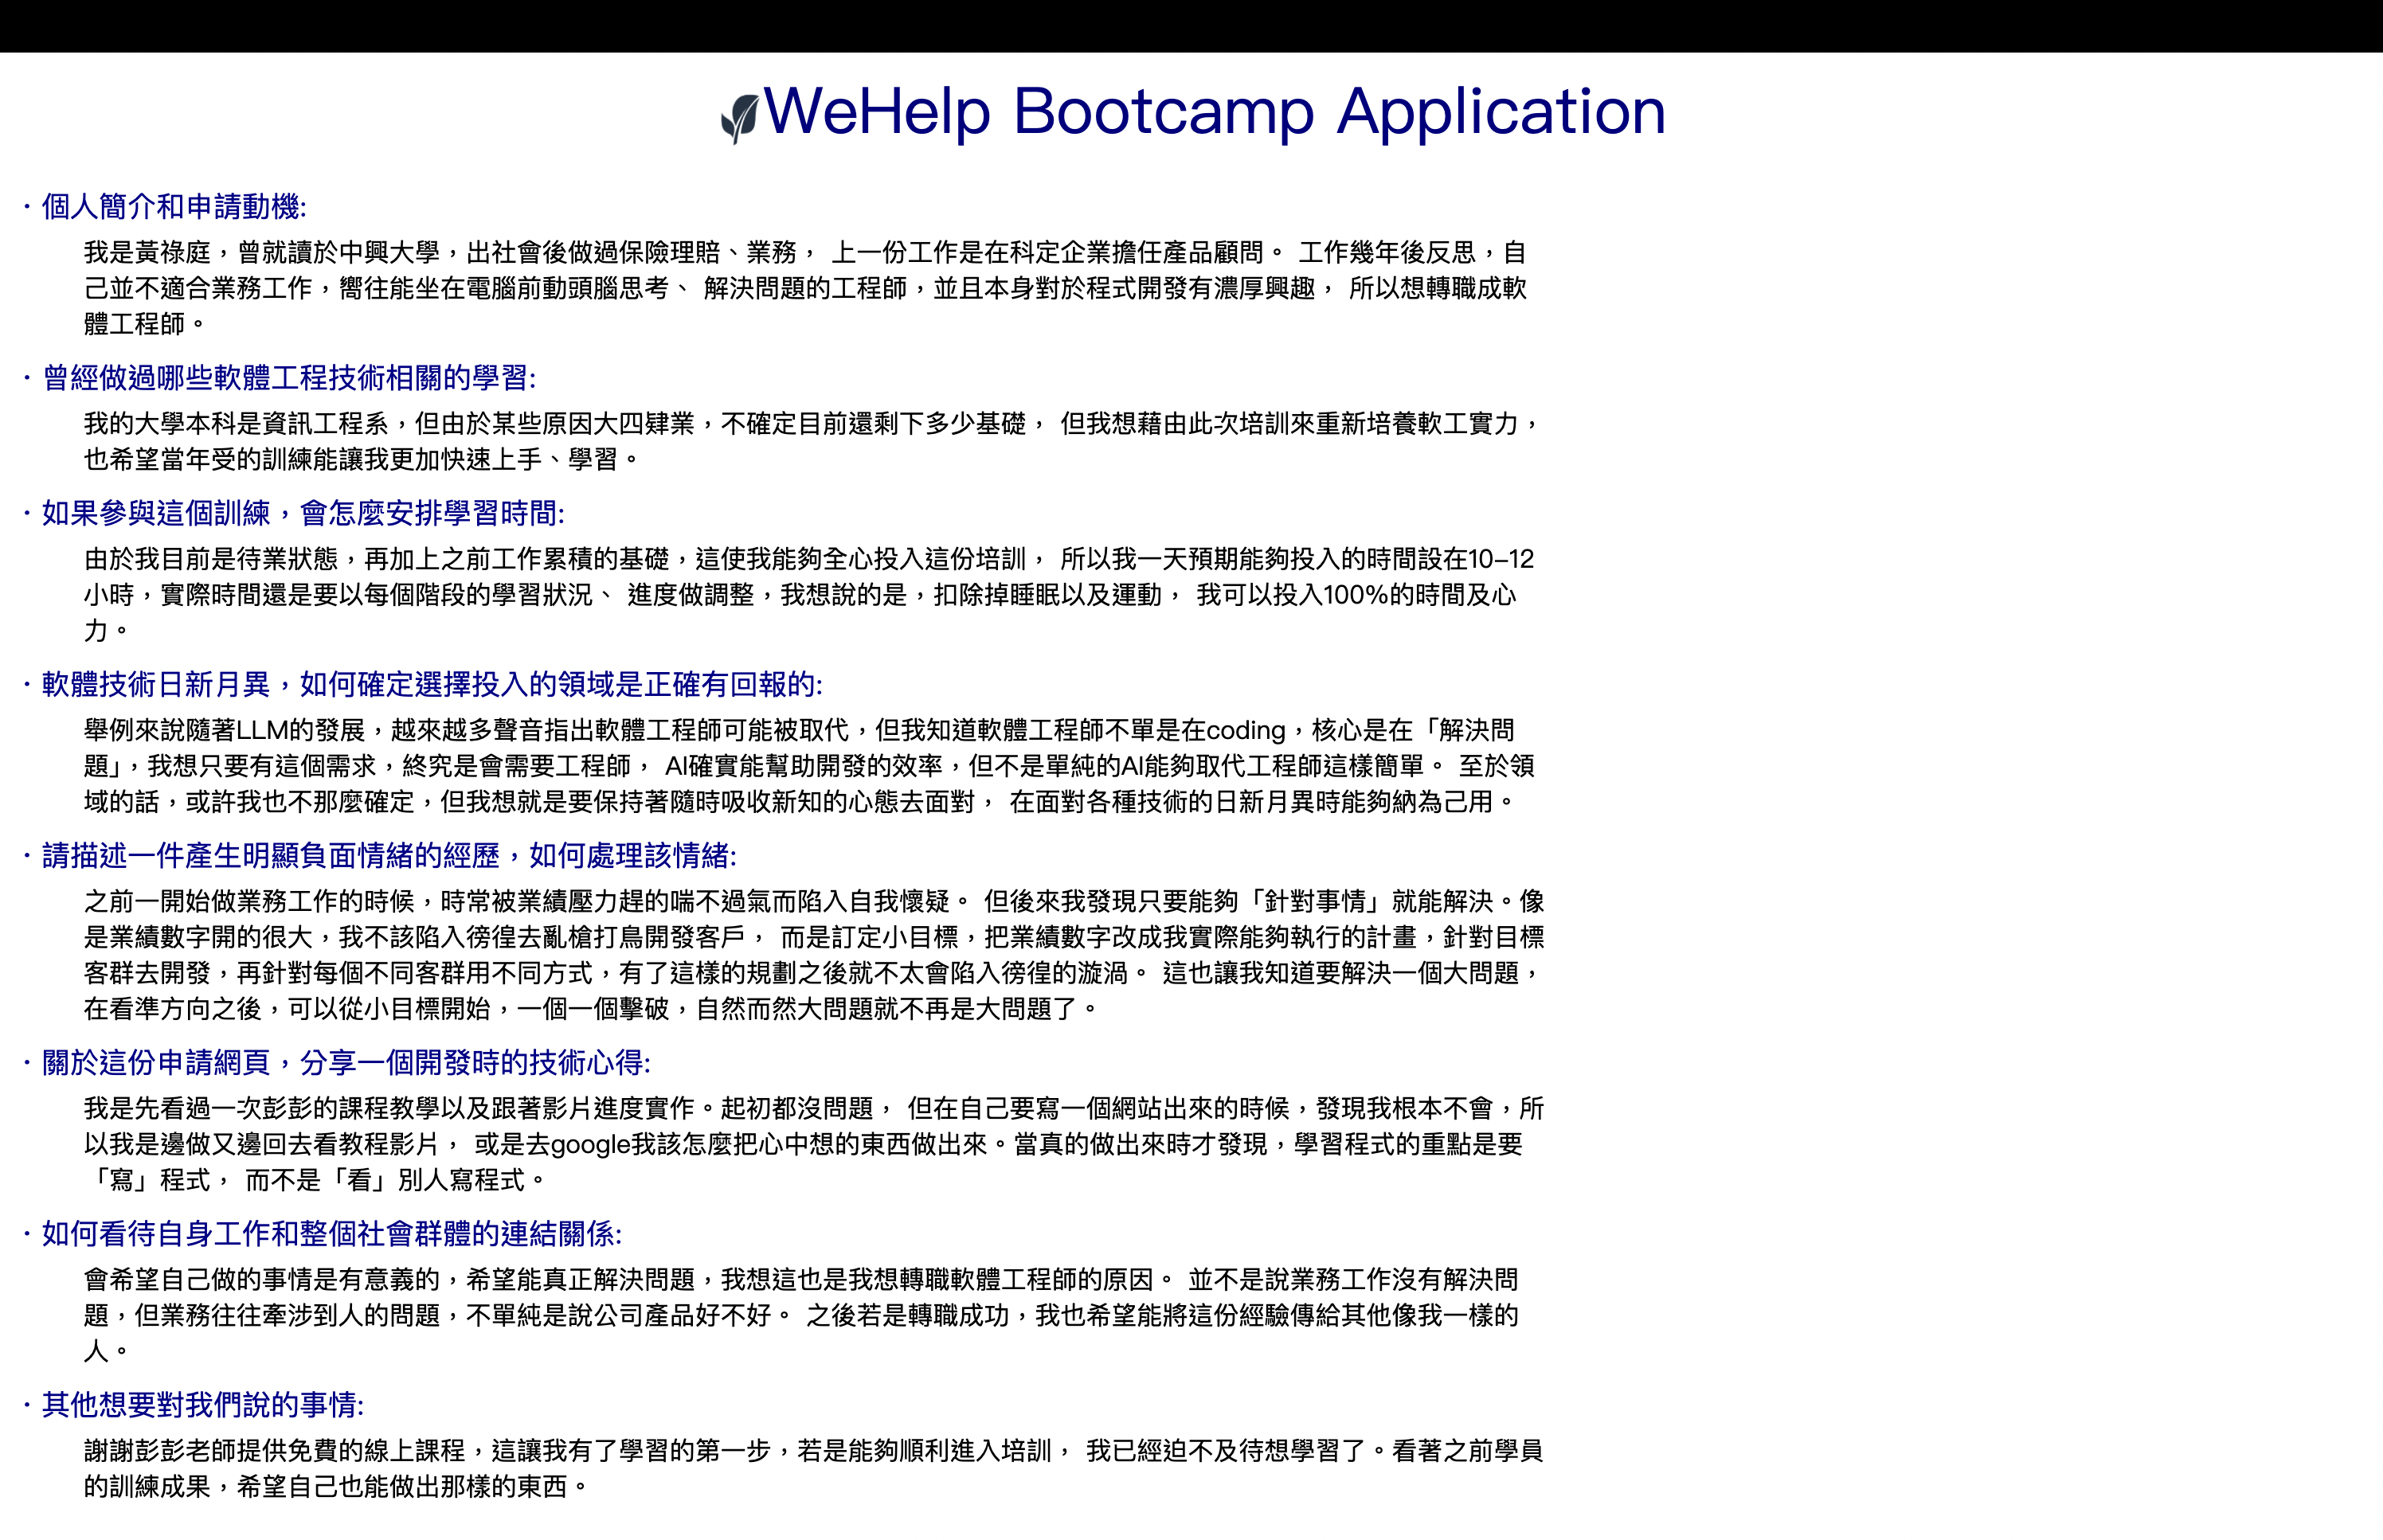 WeHelp Bootcamp Application
· 個人簡介和申請動機:
我是黃祿庭，曾就讀於中興大學，出社會後做過保險理賠、業務， 上一份工作是在科定企業擔任產品顧問。 工作幾年後反思，自
己並不適合業務工作，嚮往能坐在電腦前動頭腦思考、 解決問題的工程師，並且本身對於程式開發有濃厚興趣， 所以想轉職成軟
體工程師。
· 曾經做過哪些軟體工程技術相關的學習:
我的大學本科是資訊工程系，但由於某些原因大四肄業，不確定目前還剩下多少基礎， 但我想藉由此次培訓來重新培養軟工實力，
也希望當年受的訓練能讓我更加快速上手、學習。
· 如果參與這個訓練，會怎麼安排學習時間:
由於我目前是待業狀態，再加上之前工作累積的基礎，這使我能夠全心投入這份培訓， 所以我一天預期能夠投入的時間設在10–12
小時，實際時間還是要以每個階段的學習狀況、 進度做調整，我想說的是，扣除掉睡眠以及運動， 我可以投入100%的時間及心
力。
· 軟體技術日新月異，如何確定選擇投入的領域是正確有回報的:
舉例來說隨著LLM的發展，越來越多聲音指出軟體工程師可能被取代，但我知道軟體工程師不單是在coding，核心是在「解決問
題」，我想只要有這個需求，終究是會需要工程師， AI確實能幫助開發的效率，但不是單純的AI能夠取代工程師這樣簡單。 至於領
域的話，或許我也不那麼確定，但我想就是要保持著隨時吸收新知的心態去面對， 在面對各種技術的日新月異時能夠納為己用。
· 請描述一件產生明顯負面情緒的經歷，如何處理該情緒:
之前一開始做業務工作的時候，時常被業績壓力趕的喘不過氣而陷入自我懷疑。 但後來我發現只要能夠「針對事情」就能解決。像
是業績數字開的很大，我不該陷入徬徨去亂槍打鳥開發客戶， 而是訂定小目標，把業績數字改成我實際能夠執行的計畫，針對目標
客群去開發，再針對每個不同客群用不同方式，有了這樣的規劃之後就不太會陷入徬徨的漩渦。 這也讓我知道要解決一個大問題，
在看準方向之後，可以從小目標開始，一個一個擊破，自然而然大問題就不再是大問題了。
· 關於這份申請網頁，分享一個開發時的技術心得:
我是先看過一次彭彭的課程教學以及跟著影片進度實作。起初都沒問題， 但在自己要寫一個網站出來的時候，發現我根本不會，所
以我是邊做又邊回去看教程影片， 或是去google我該怎麼把心中想的東西做出來。當真的做出來時才發現，學習程式的重點是要
「寫」程式， 而不是「看」別人寫程式。
· 如何看待自身工作和整個社會群體的連結關係:
會希望自己做的事情是有意義的，希望能真正解決問題，我想這也是我想轉職軟體工程師的原因。 並不是說業務工作沒有解決問
題，但業務往往牽涉到人的問題，不單純是說公司產品好不好。 之後若是轉職成功，我也希望能將這份經驗傳給其他像我一樣的
人。
· 其他想要對我們說的事情:
謝謝彭彭老師提供免費的線上課程，這讓我有了學習的第一步，若是能夠順利進入培訓， 我已經迫不及待想學習了。看著之前學員
的訓練成果，希望自己也能做出那樣的東西。